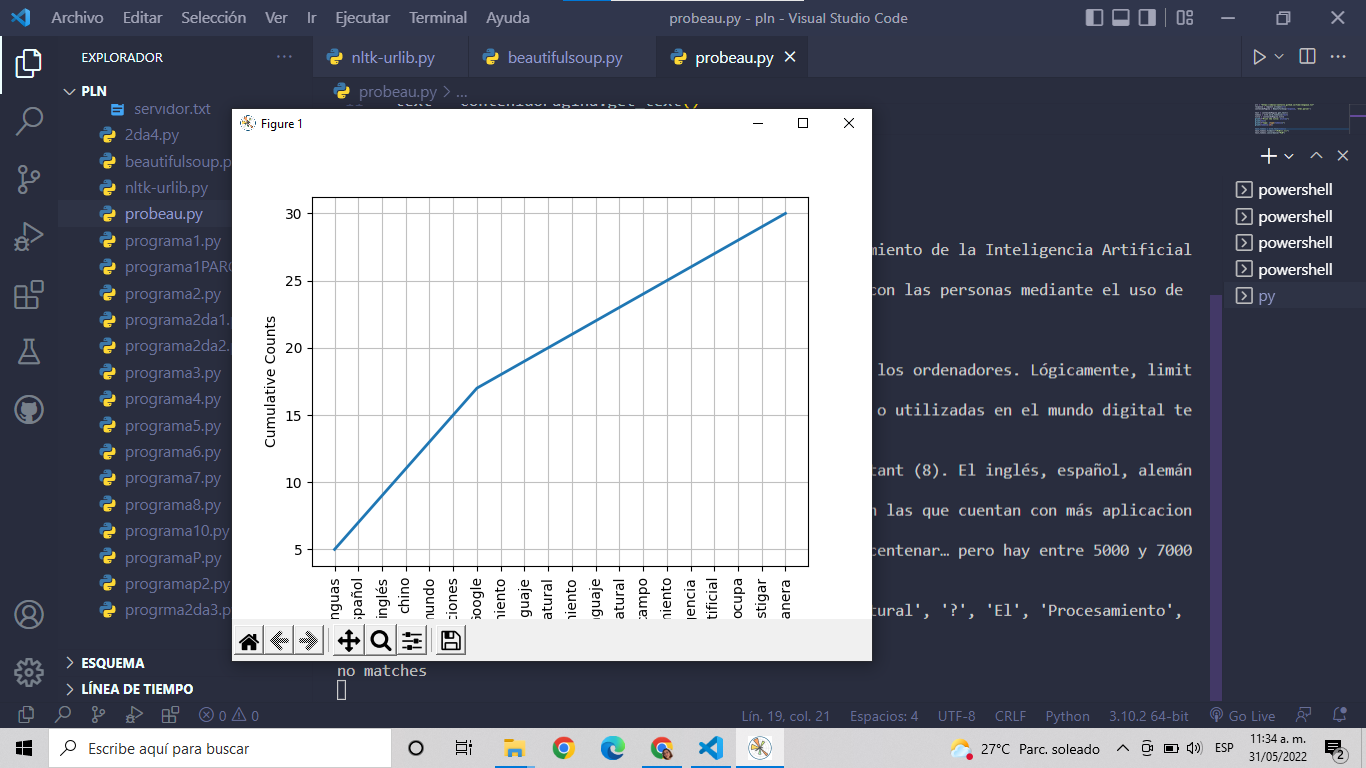 Archivo Editar Selección Ver Ir Ejecutar Terminal Ayuda probeau.py - pln - Visual Studio Code
EXPLORADOR
nltk-urlib.py beautifulsoup.py probeau.py
PLN
probeau.py > ...
servidor.txt
2da4.py
beautifulsoup.p
nltk-urlib.py
probeau.py
programa1.py
programa1PARC
programa2.py
programa2da1.
programa2da2.
programa3.py
programa4.py
programa5.py
programa6.py
programa7.py
programa8.py
programa10.py
programaP.py
programap2.py
progrma2da3.p
ESQUEMA
LÍNEA DE TIEMPO
Figure 1
Cumulative Counts
30
25
20
15
10
5
nguas
spañol
inglés
chino
mundo
ciones
Google
miento
guaje
atural
miento
nguaje
atural
ampo
miento
gencia
tificial
ocupa
stigar
anera
miento de la Inteligencia Artificial
con las personas mediante el uso de
los ordenadores. Lógicamente, limit
o utilizadas en el mundo digital te
cant (8). El inglés, español, alemán
n las que cuentan con más aplicacion
centenar… pero hay entre 5000 y 7000
tural', '?', 'El', 'Procesamiento',
no matches
powershell
powershell
powershell
powershell
py
0 0 Lín. 19, col. 21 Espacios: 4 UTF-8 CRLF Python 3.10.2 64-bit Go Live
Escribe aquí para buscar 27°C Parc. soleado ESP 11:34 a. m.
31/05/2022
2